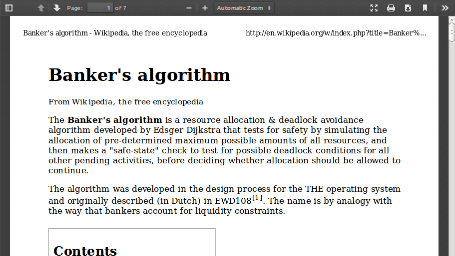 Page: 1 of 7 Automatic Zoom
Banker's algorithm - Wikipedia, the free encyclopedia http://en.wikipedia.org/w/index.php?title=Banker%...
Banker's algorithm
From Wikipedia, the free encyclopedia
The Banker's algorithm is a resource allocation & deadlock avoidance
algorithm developed by Edsger Dijkstra that tests for safety by simulating the
allocation of pre-determined maximum possible amounts of all resources, and
then makes a "safe-state" check to test for possible deadlock conditions for all
other pending activities, before deciding whether allocation should be allowed to
continue.
The algorithm was developed in the design process for the THE operating system
and originally described (in Dutch) in EWD108[1]. The name is by analogy with
the way that bankers account for liquidity constraints.
Contents